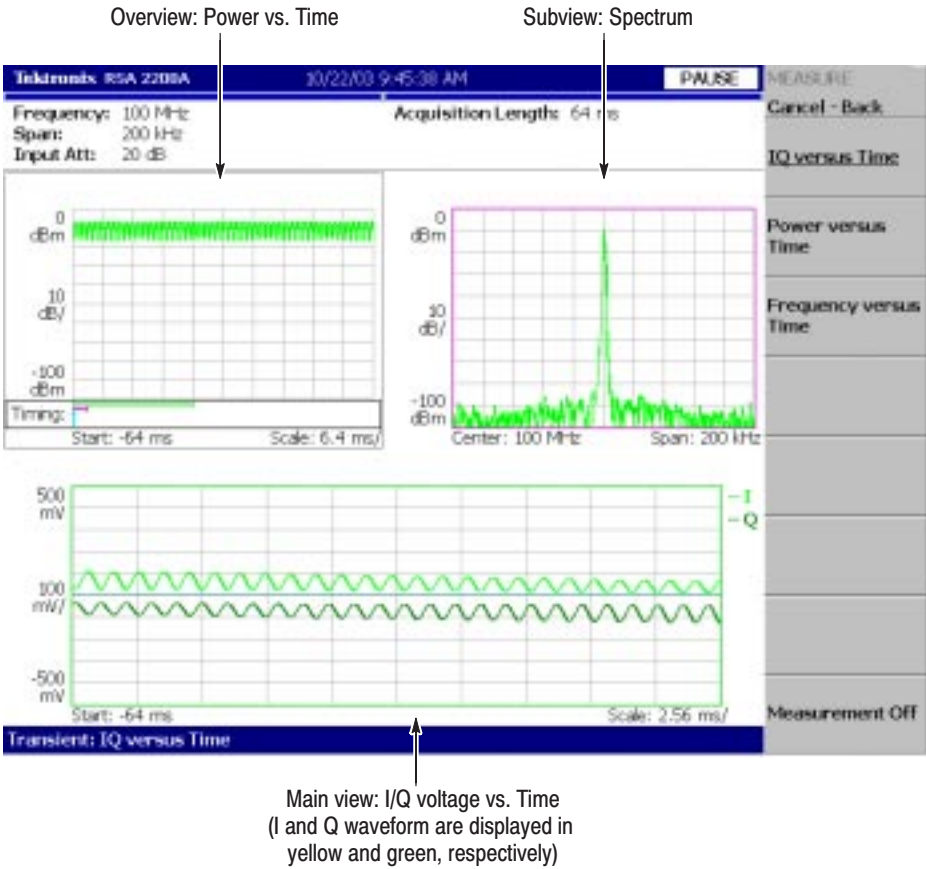 Overview: Power vs. Time
Subview: Spectrum
Tektronix RSA 2200A
10/22/03 9:45:38 AM
PAUSE
MEASURE
Frequency: 100 MHz
Acquisition Length: 64 ms
Cancel - Back
Span: 200 kHz
Input Att: 20 dB
IQ versus Time
0
dBm
10
dB/
-100
dBm
Timing:
Start: -64 ms
Scale: 6.4 ms/
0
dBm
10
dB/
-100
dBm
Center: 100 MHz
Span: 200 kHz
Power versus
Time
Frequency versus
Time
500
mV
100
mV/
-500
mV
– I
– Q
Start: -64 ms
Scale: 2.56 ms/
Measurement Off
Transient: IQ versus Time
Main view: I/Q voltage vs. Time
(I and Q waveform are displayed in
yellow and green, respectively)